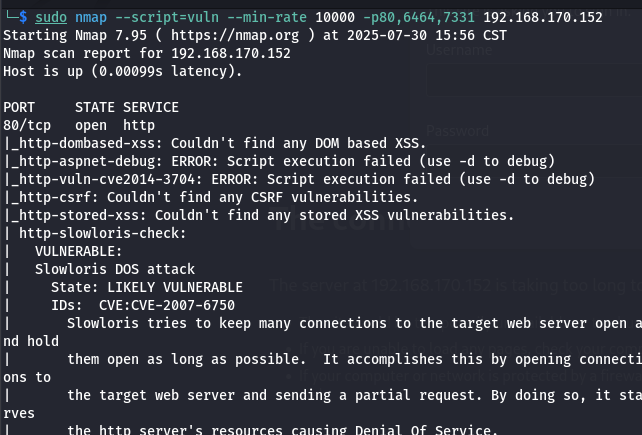 └─$ sudo nmap --script=vuln --min-rate 10000 -p80,6464,7331 192.168.170.152
Starting Nmap 7.95 ( https://nmap.org ) at 2025-07-30 15:56 CST
Nmap scan report for 192.168.170.152
Host is up (0.00099s latency).
Username
PORT     STATE SERVICE
80/tcp   open  http
Password
|_http-dombased-xss: Couldn't find any DOM based XSS.
|_http-aspnet-debug: ERROR: Script execution failed (use -d to debug)
|_http-vuln-cve2014-3704: ERROR: Script execution failed (use -d to debug)
|_http-csrf: Couldn't find any CSRF vulnerabilities.
|_http-stored-xss: Couldn't find any stored XSS vulnerabilities.
| http-slowloris-check:
|   VULNERABLE:
|   Slowloris DOS attack
|     State: LIKELY VULNERABLE
|     IDs:  CVE:CVE-2007-6750
|       Slowloris tries to keep many connections to the target web server open a
nd hold
|       them open as long as possible.  It accomplishes this by opening connecti
ons to
|       the target web server and sending a partial request. By doing so, it sta
rves
|       the http server's resources causing Denial Of Service.